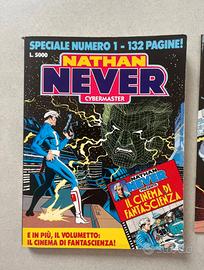 SPECIALE NUMERO 1 - 132 PAGINE!
L. 5000
NATHAN
NEVER
CYBERMASTER
NATHAN
NEVER
IL CINEMA DI
FANTASCIENZA
E IN PIÙ, IL VOLUMETTO:
IL CINEMA DI FANTASCIENZA!
subito